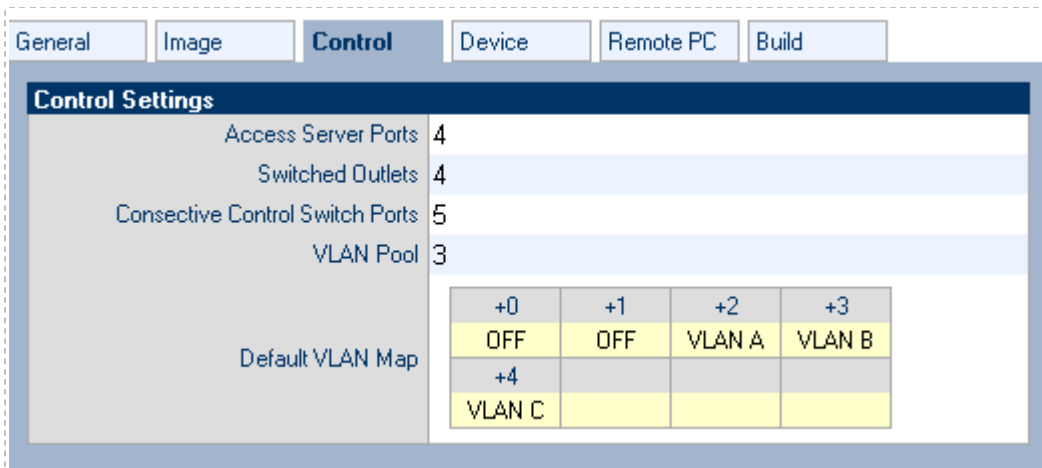 General Image Control Device Remote PC Build
Control Settings
Access Server Ports 4
Switched Outlets 4
Consective Control Switch Ports 5
VLAN Pool 3
Default VLAN Map
+0 +1 +2 +3
OFF OFF VLAN A VLAN B
+4
VLAN C